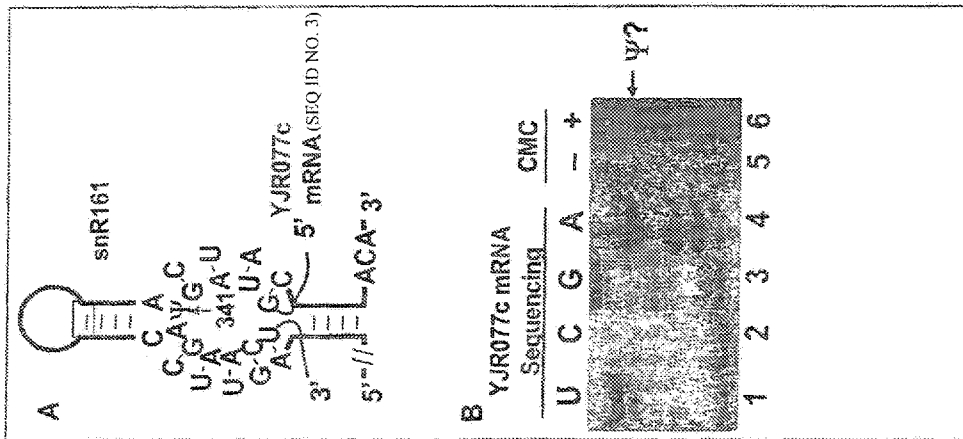 A
snR161
C A
C A Ψ C
G G
U-A 341 A-U
U-A U-A
G-C G-C
A-U
YJR077c
mRNA (SEQ ID NO. 3)
3' 5'
5'-// -ACA-3'
B
YJR077c mRNA
Sequencing
CMC
U C G A - +
←Ψ?
1 2 3 4 5 6